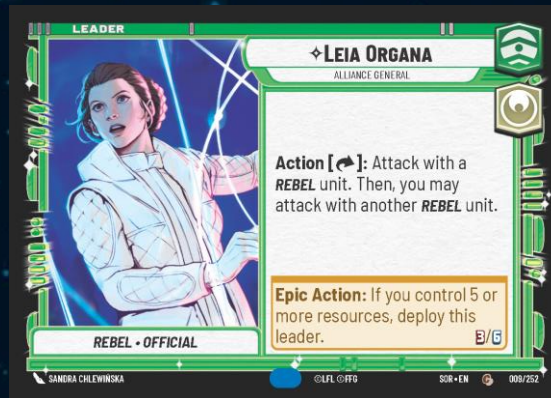 LEADER
✧LEIA ORGANA
ALLIANCE GENERAL
Action [↷]: Attack with a
REBEL unit. Then, you may
attack with another REBEL unit.
Epic Action: If you control 5 or
more resources, deploy this
leader.
3/6
REBEL • OFFICIAL
SANDRA CHLEWIŃSKA
©LFL ©FFG
SOR • EN
G
009/252